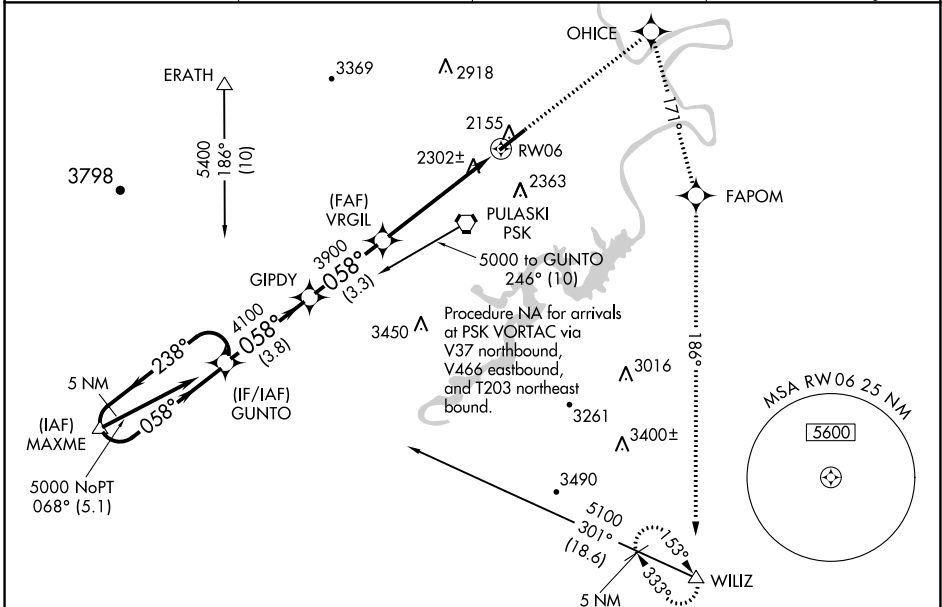 OHICE
ERATH
3369
2918
5400
186°
(10)
171°
2155
RW06
2302±
3798
2363
FAPOM
(FAF)
VRGIL
PULASKI
PSK
3900
058°
(3.3)
5000 to GUNTO
246° (10)
GIPDY
4100
058°
(3.8)
3450
Procedure NA for arrivals
at PSK VORTAC via
V37 northbound,
V466 eastbound,
and T203 northeast
bound.
186°
238°
5 NM
058°
(IF/IAF)
GUNTO
3016
MSA RW06 25 NM
5600
3261
(IAF)
MAXME
3400±
5000 NoPT
068° (5.1)
3490
5100
301°
(18.6)
153°
333°
WILIZ
5 NM